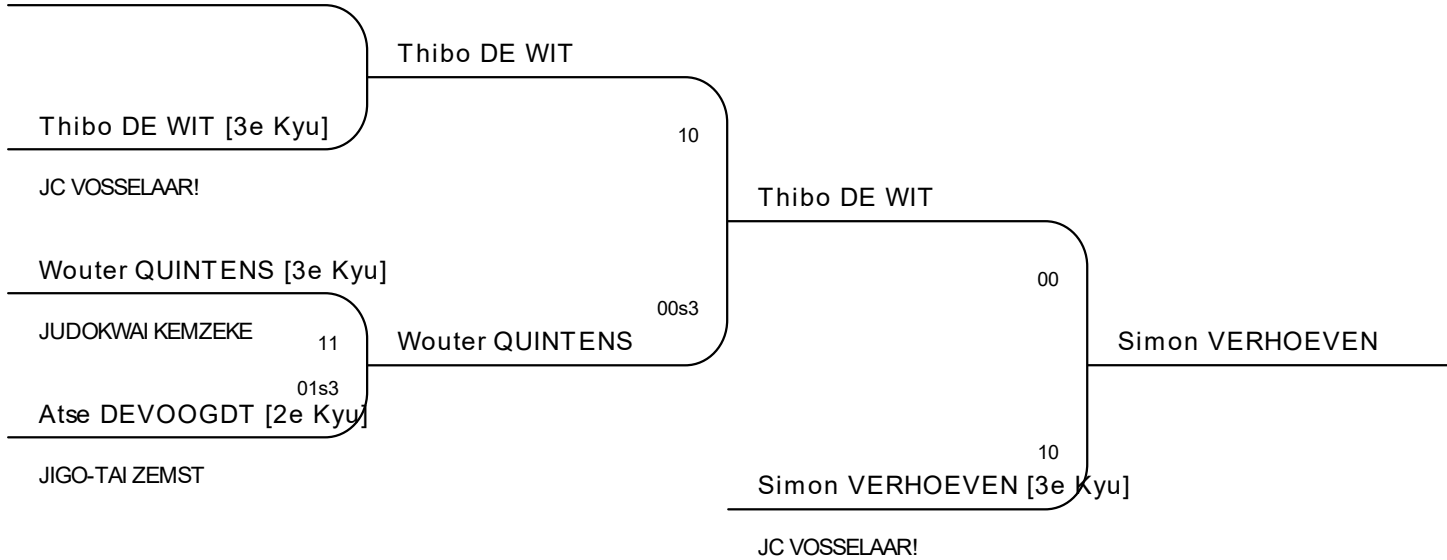 Thibo DE WIT
Thibo DE WIT [3e Kyu]
10
JC VOSSELAAR!
Thibo DE WIT
Wouter QUINTENS [3e Kyu]
00
00s3
JUDOKWAI KEMZEKE
11
Wouter QUINTENS
Simon VERHOEVEN
01s3
Atse DEVOOGDT [2e Kyu]
10
JIGO-TAI ZEMST
Simon VERHOEVEN [3e Kyu]
JC VOSSELAAR!